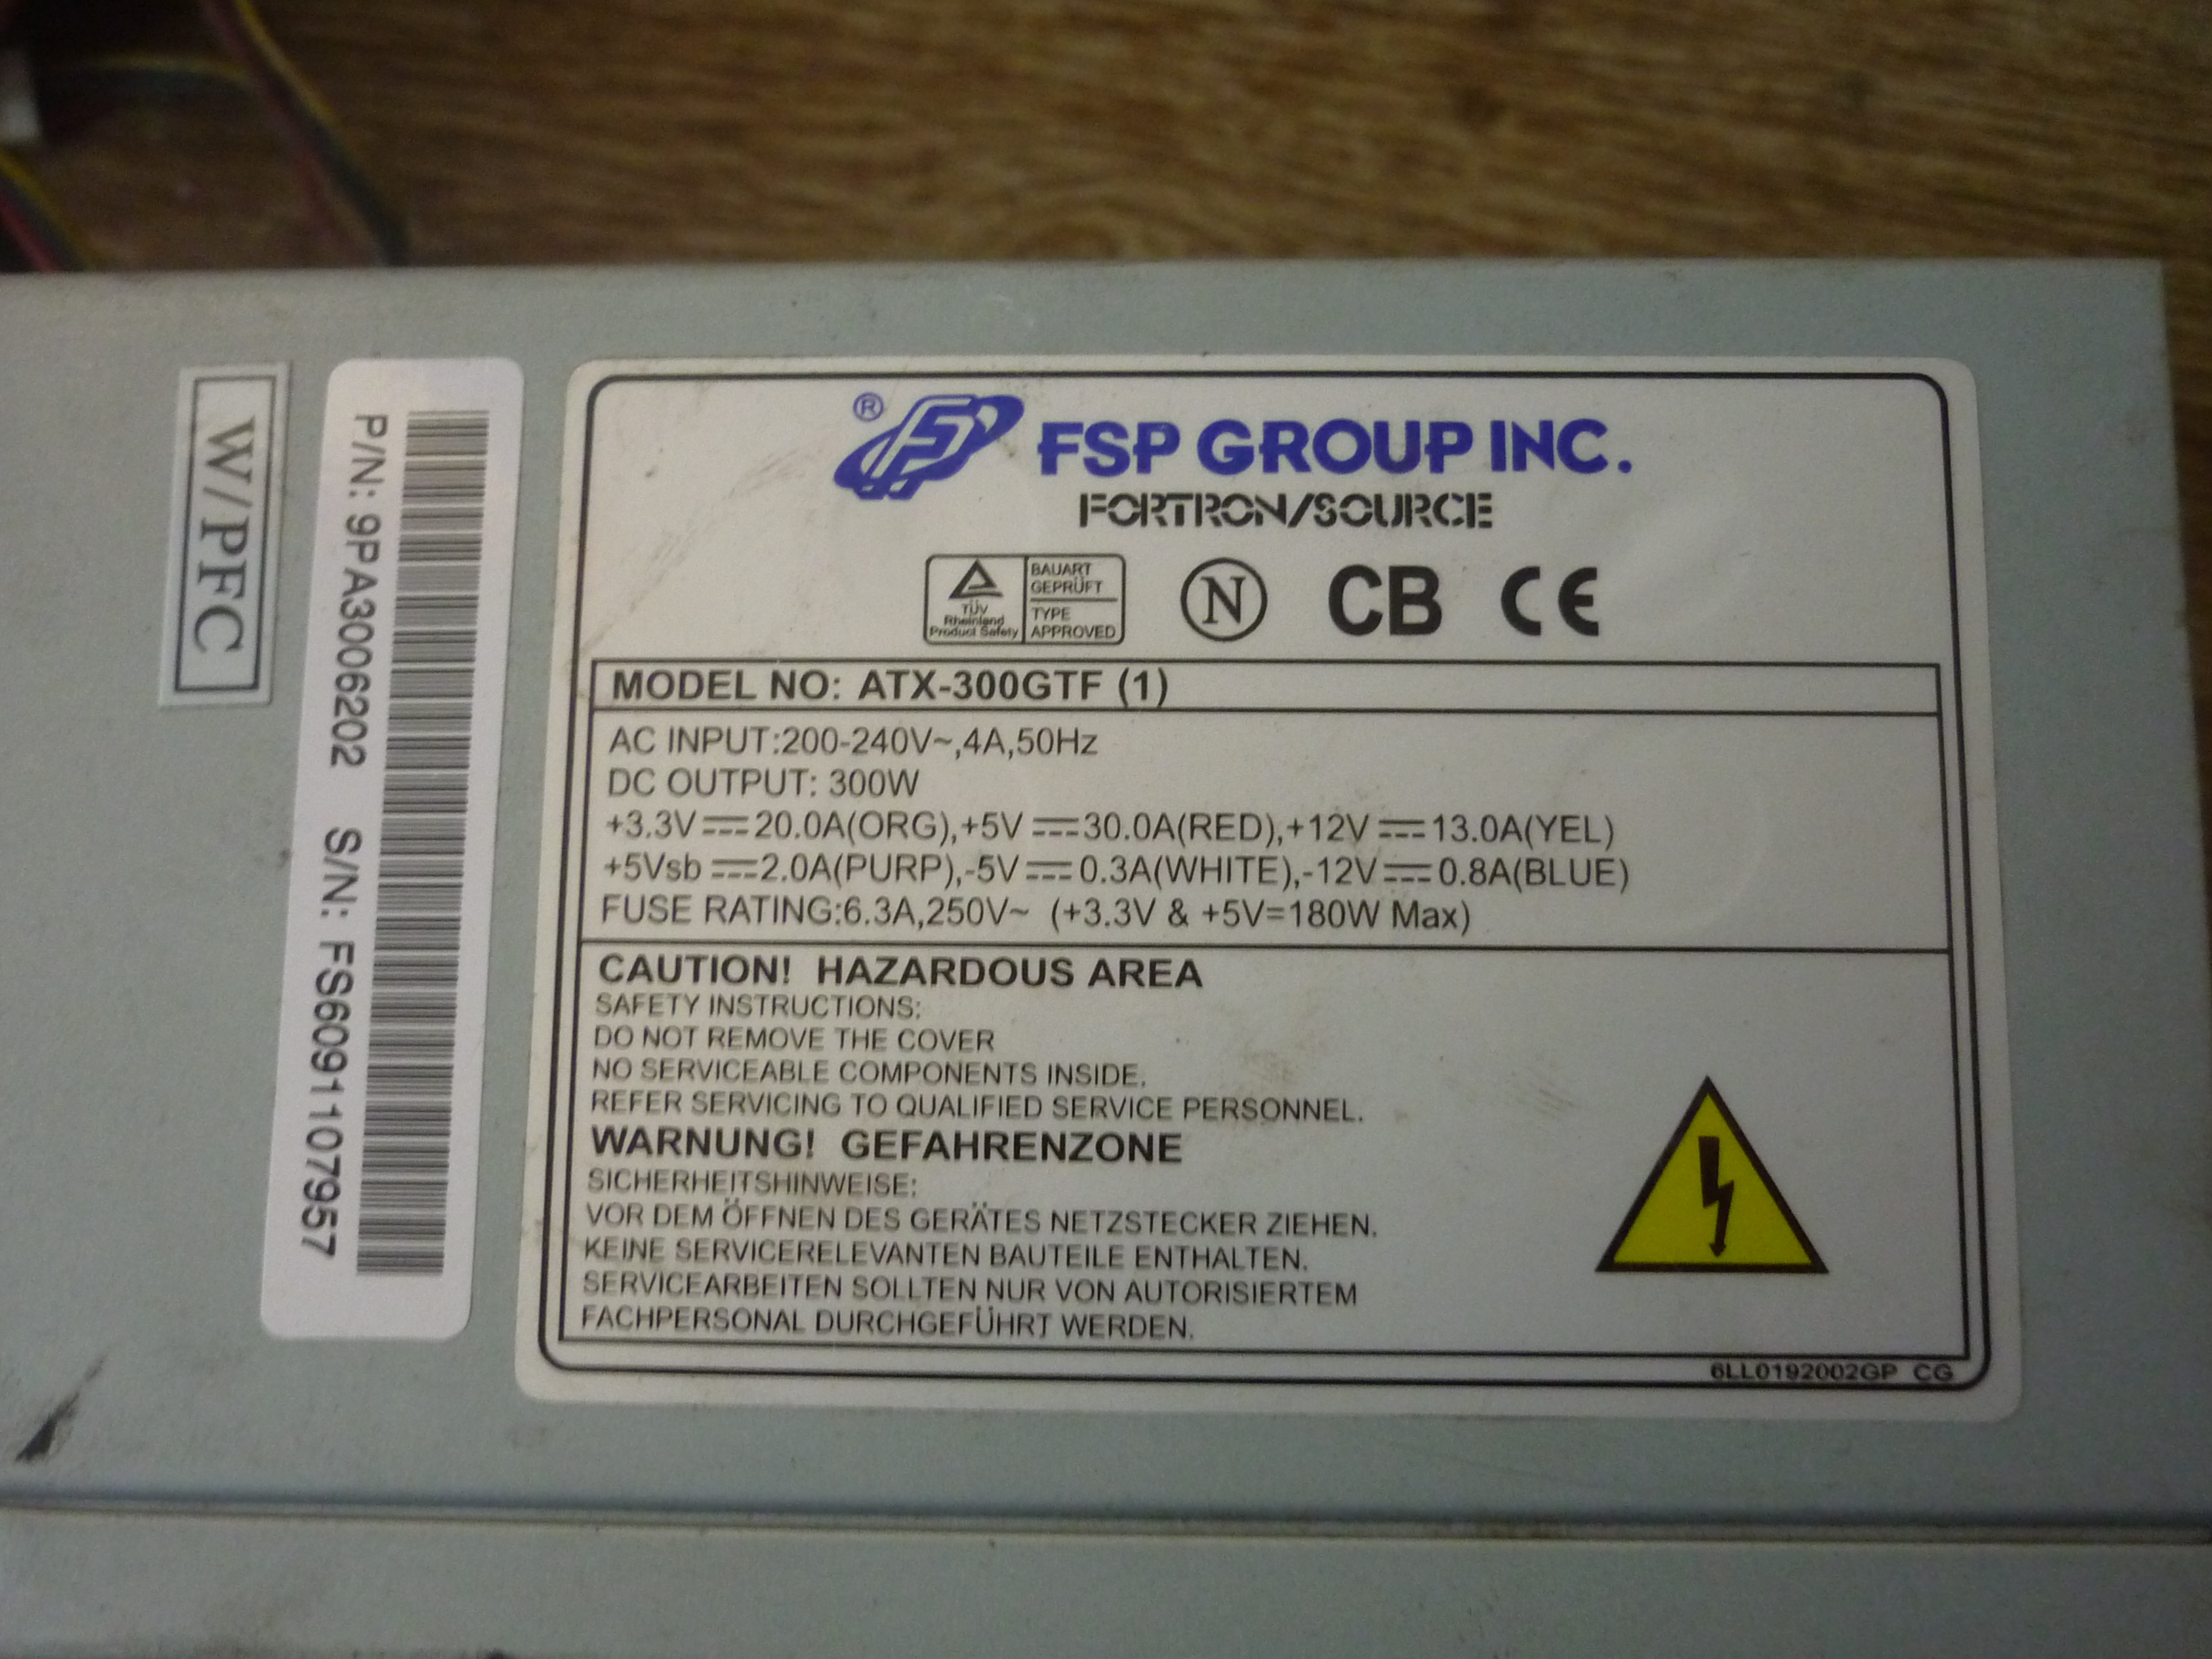 W/PFC
P/N: 9PA3006202 S/N: FS6091107957
® FSP GROUP INC.
FORTRON/SOURCE
TÜV
Rheinland
Product Safety
BAUART
GEPRÜFT
TYPE
APPROVED
N CB CE
MODEL NO: ATX-300GTF (1)
AC INPUT:200-240V~,4A,50Hz
DC OUTPUT: 300W
+3.3V⎓20.0A(ORG),+5V⎓30.0A(RED),+12V⎓13.0A(YEL)
+5Vsb⎓2.0A(PURP),-5V⎓0.3A(WHITE),-12V⎓0.8A(BLUE)
FUSE RATING:6.3A,250V~ (+3.3V & +5V=180W Max)
CAUTION! HAZARDOUS AREA
SAFETY INSTRUCTIONS:
DO NOT REMOVE THE COVER
NO SERVICEABLE COMPONENTS INSIDE.
REFER SERVICING TO QUALIFIED SERVICE PERSONNEL.
WARNUNG! GEFAHRENZONE
SICHERHEITSHINWEISE:
VOR DEM ÖFFNEN DES GERÄTES NETZSTECKER ZIEHEN.
KEINE SERVICERELEVANTEN BAUTEILE ENTHALTEN.
SERVICEARBEITEN SOLLTEN NUR VON AUTORISIERTEM
FACHPERSONAL DURCHGEFÜHRT WERDEN.
6LL0192002GP CG